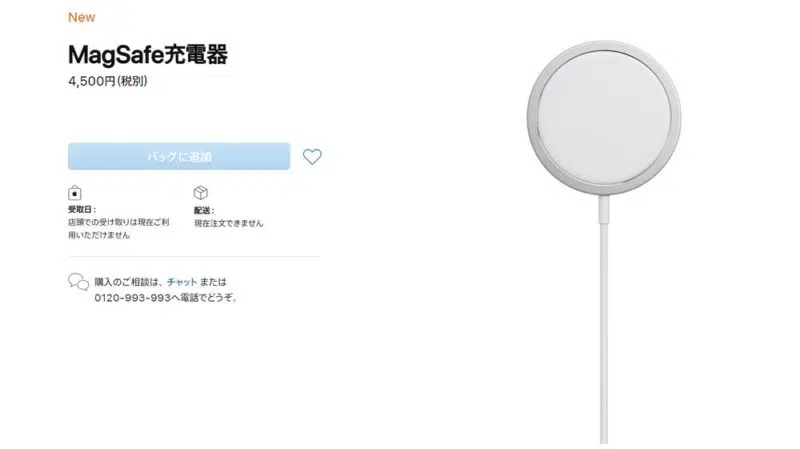 New
MagSafe充電器
4,500円(税別)
バッグに追加
受取日:
店頭での受け取りは現在ご利
用いただけません
配送:
現在注文できません
購入のご相談は、チャット または
0120-993-993へ電話でどうぞ。